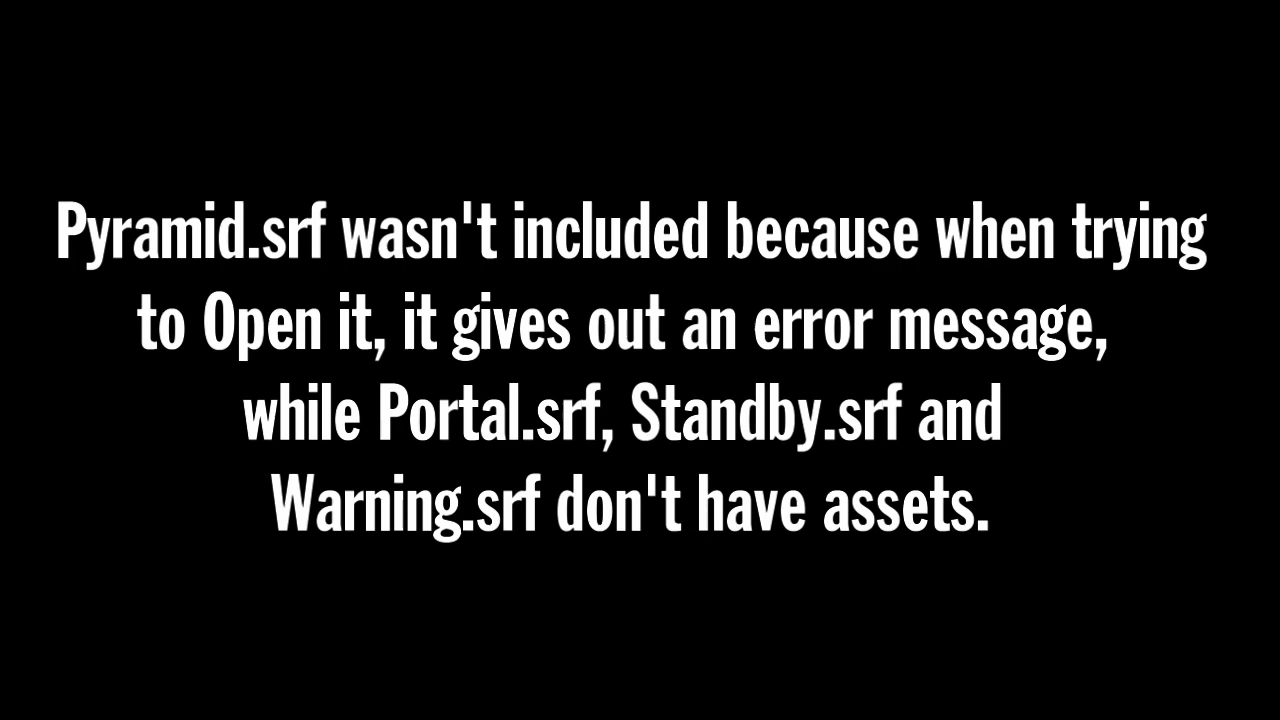 Pyramid.srf wasn't included because when trying
to Open it, it gives out an error message,
while Portal.srf, Standby.srf and
Warning.srf don't have assets.